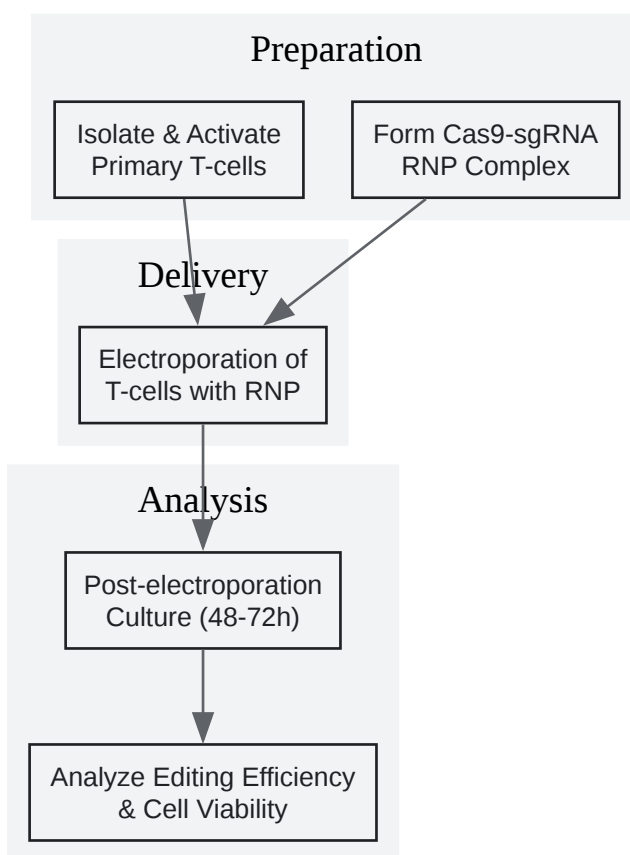 Preparation
Isolate & Activate
Primary T-cells
Form Cas9-sgRNA
RNP Complex
Delivery
Electroporation of
T-cells with RNP
Analysis
Post-electroporation
Culture (48-72h)
Analyze Editing Efficiency
& Cell Viability